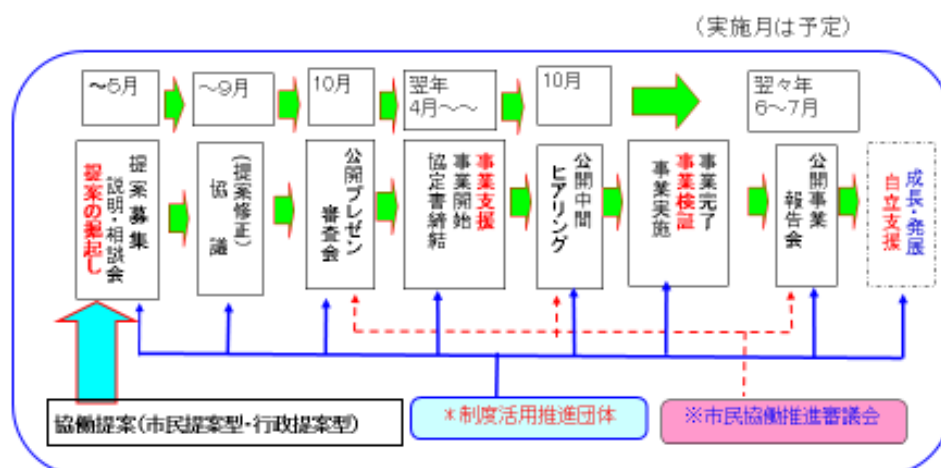 (実施月は予定)
～5月
～9月
10月
翌年
4月～～
10月
翌々年
6～7月
提案募集
説明・相談会
提案の掘起し
(提案修正)
協議
公開プレゼン
審査会
事業支援
事業開始
協定書締結
公開中間
ヒアリング
事業完了
事業検証
事業実施
公開事業
報告会
成長・発展
自立支援
協働提案(市民提案型・行政提案型)
＊制度活用推進団体
※市民協働推進審議会